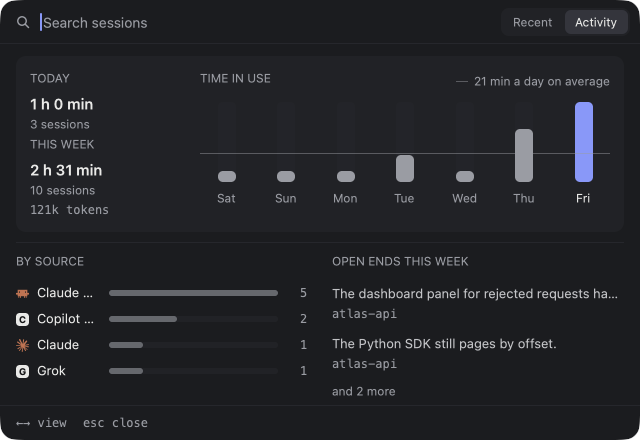 Search sessions
Recent
Activity
TODAY
1 h 0 min
3 sessions
THIS WEEK
2 h 31 min
10 sessions
121k tokens
TIME IN USE
21 min a day on average
Sat Sun Mon Tue Wed Thu Fri
BY SOURCE
Claude ... 5
C Copilot ... 2
Claude 1
G Grok 1
OPEN ENDS THIS WEEK
The dashboard panel for rejected requests ha...
atlas-api
The Python SDK still pages by offset.
atlas-api
and 2 more
←→ view esc close